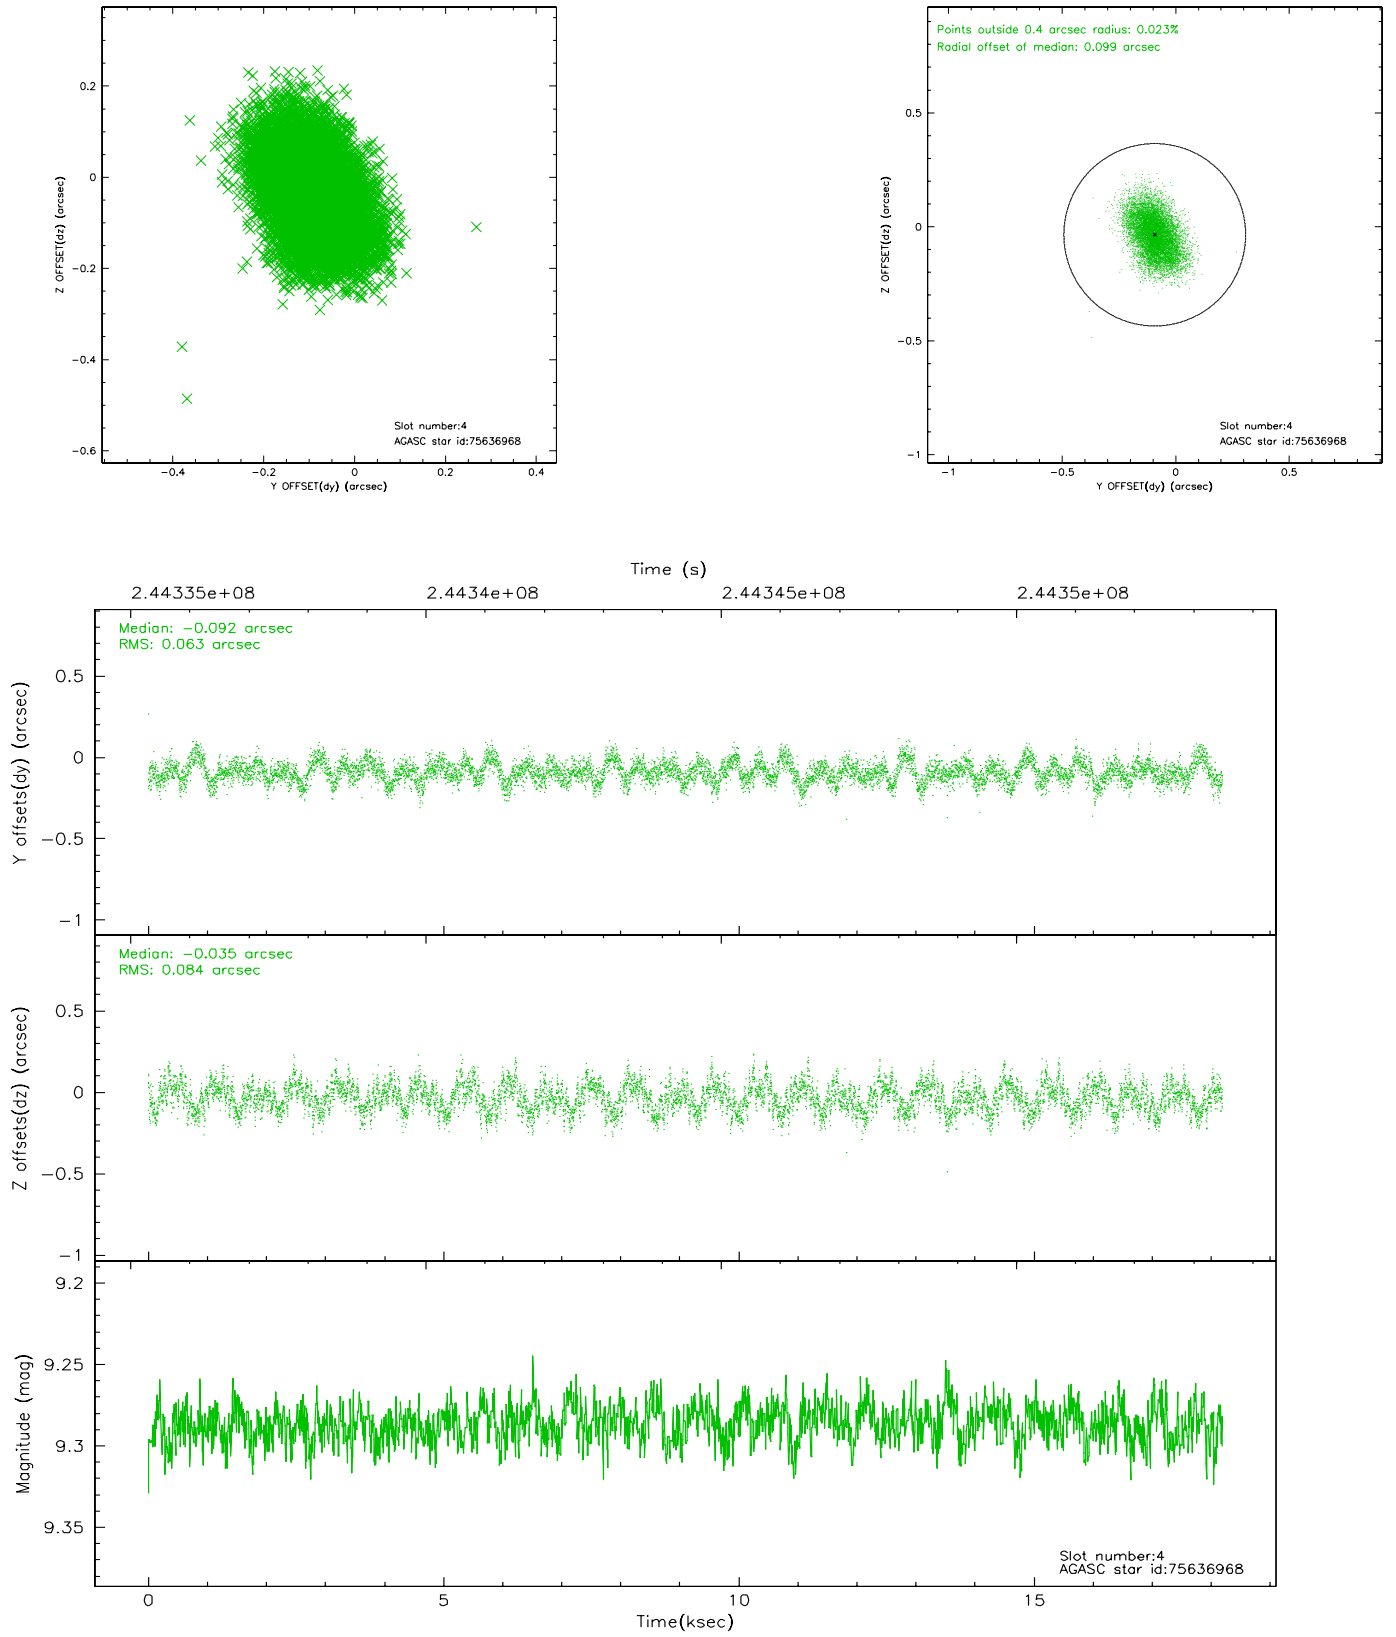 0.2
0
−0.2
−0.4
−0.6
Z OFFSET(dz) (arcsec)
Slot number:4
AGASC star id:75636968
−0.4 −0.2 0 0.2 0.4
Y OFFSET(dy) (arcsec)
Points outside 0.4 arcsec radius: 0.023%
Radial offset of median: 0.099 arcsec
0.5
0
−0.5
−1
Z OFFSET(dz) (arcsec)
Slot number:4
AGASC star id:75636968
−1 −0.5 0 0.5
Y OFFSET(dy) (arcsec)
Time (s)
2.44335e+08 2.4434e+08 2.44345e+08 2.4435e+08
Median: −0.092 arcsec
RMS: 0.063 arcsec
0.5
0
−0.5
−1
Y offsets(dy) (arcsec)
Median: −0.035 arcsec
RMS: 0.084 arcsec
0.5
0
−0.5
−1
Z offsets(dz) (arcsec)
9.2
9.25
9.3
9.35
Magnitude (mag)
Slot number:4
AGASC star id:75636968
0 5 10 15
Time(ksec)